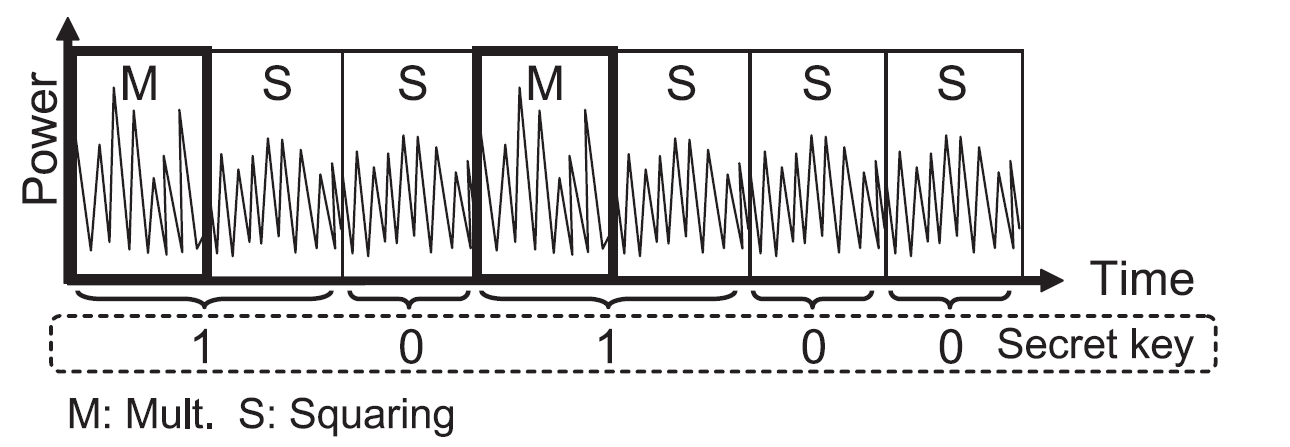 Power
M S S M S S S
Time
1 0 1 0 0 Secret key
M: Mult. S: Squaring